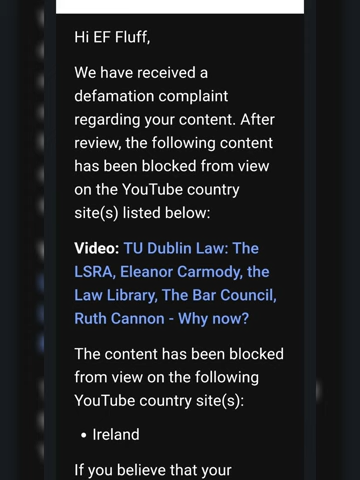 Hi EF Fluff,
We have received a
defamation complaint
regarding your content. After
review, the following content
has been blocked from view
on the YouTube country
site(s) listed below:
Video: TU Dublin Law: The
LSRA, Eleanor Carmody, the
Law Library, The Bar Council,
Ruth Cannon - Why now?
The content has been blocked
from view on the following
YouTube country site(s):
• Ireland
If you believe that your